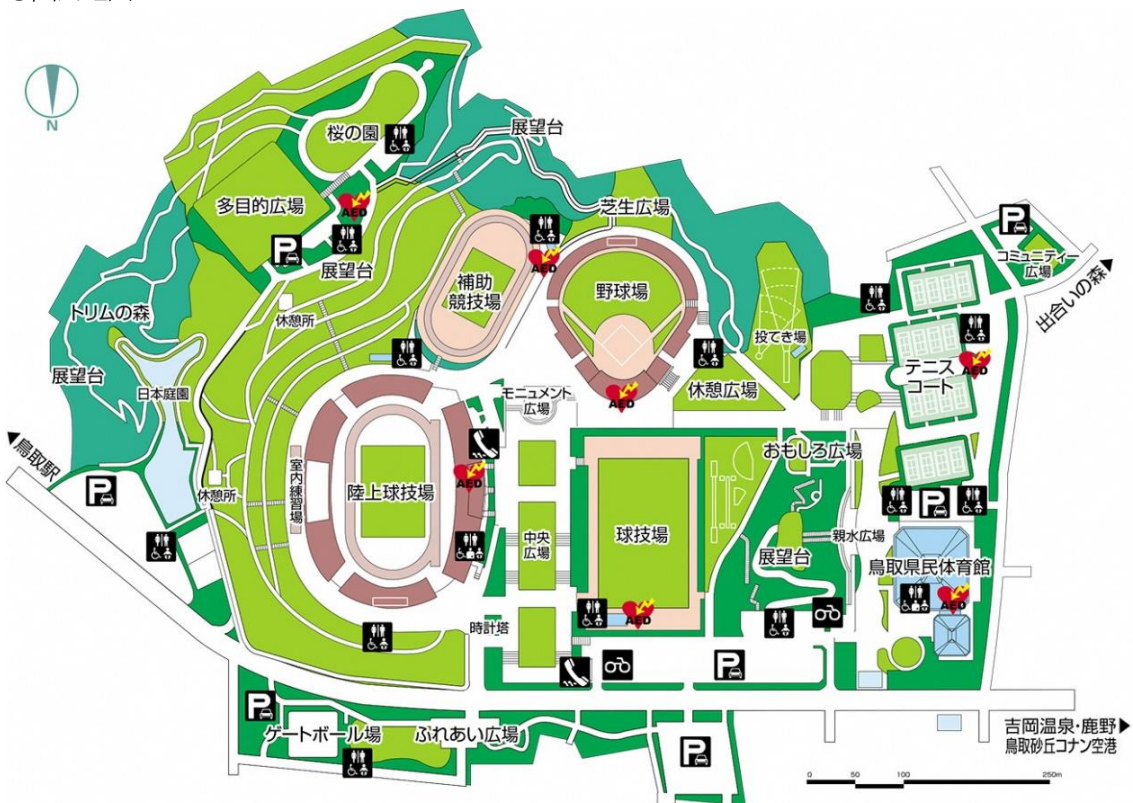 N
桜の園
展望台
多目的広場
AED
P
展望台
芝生広場
補助
競技場
AED
野球場
P
コミュニティー
広場
出合いの森
トリムの森
休憩所
展望台
日本庭園
投てき場
テニス
コート
AED
休憩広場
モニュメント
広場
AED
鳥取駅
P
休憩所
室内練習場
陸上球技場
AED
中央
広場
球技場
おもしろ広場
展望台
親水広場
P
鳥取県民体育館
AED
AED
時計塔
P
P
ゲートボール場
ふれあい広場
P
吉岡温泉・鹿野
鳥取砂丘コナン空港
0 50 100 250m